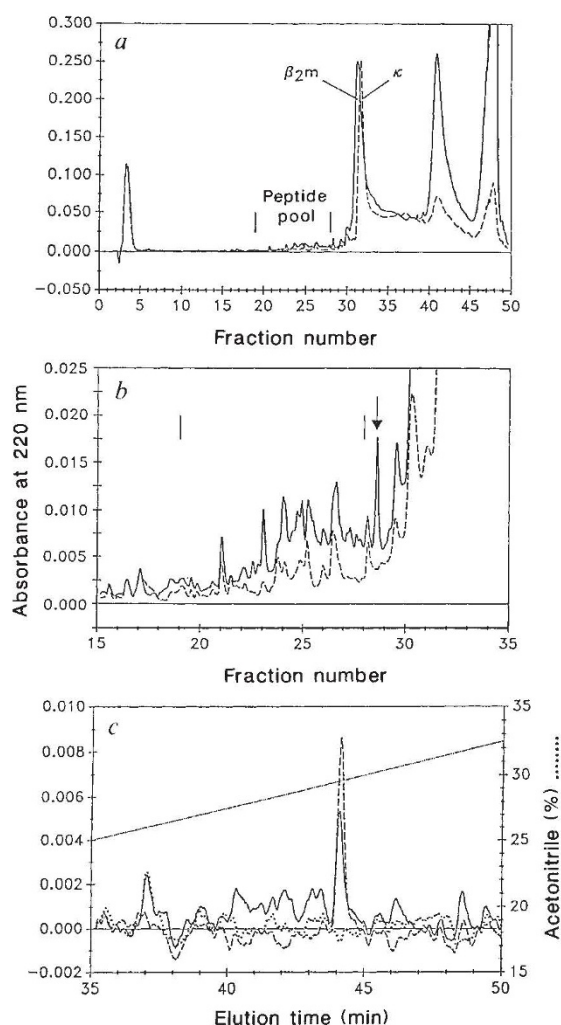 a
0.300
0.250
0.200
0.150
0.100
0.050
0.000
−0.050
β₂m
κ
Peptide
pool
0 5 10 15 20 25 30 35 40 45 50
Fraction number
b
0.025
0.020
0.015
0.010
0.005
0.000
Absorbance at 220 nm
15 20 25 30 35
Fraction number
c
0.010
0.008
0.006
0.004
0.002
0.000
−0.002
35
30
25
20
15
Acetonitrile (%) ........
35 40 45 50
Elution time (min)